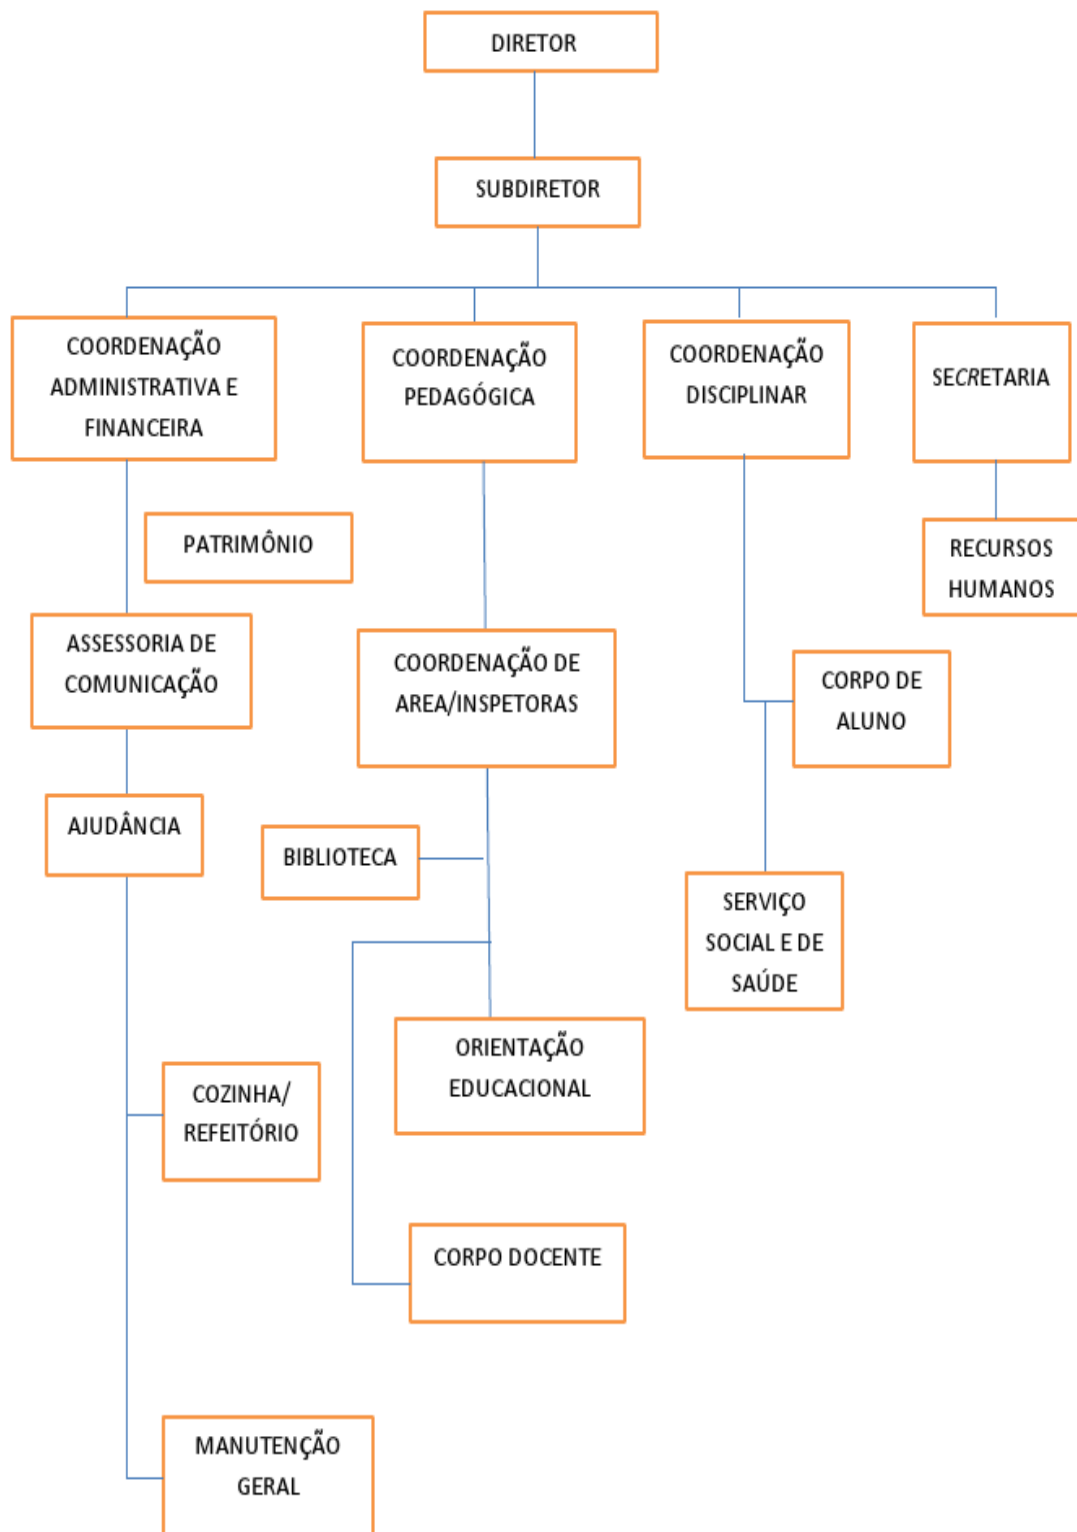 DIRETOR
SUBDIRETOR
COORDENAÇÃO
ADMINISTRATIVA E
FINANCEIRA
COORDENAÇÃO
PEDAGÓGICA
COORDENAÇÃO
DISCIPLINAR
SECRETARIA
PATRIMÔNIO
RECURSOS
HUMANOS
ASSESSORIA DE
COMUNICAÇÃO
COORDENAÇÃO DE
AREA/INSPETORAS
CORPO DE
ALUNO
AJUDÂNCIA
BIBLIOTECA
SERVIÇO
SOCIAL E DE
SAÚDE
ORIENTAÇÃO
EDUCACIONAL
COZINHA/
REFEITÓRIO
CORPO DOCENTE
MANUTENÇÃO
GERAL